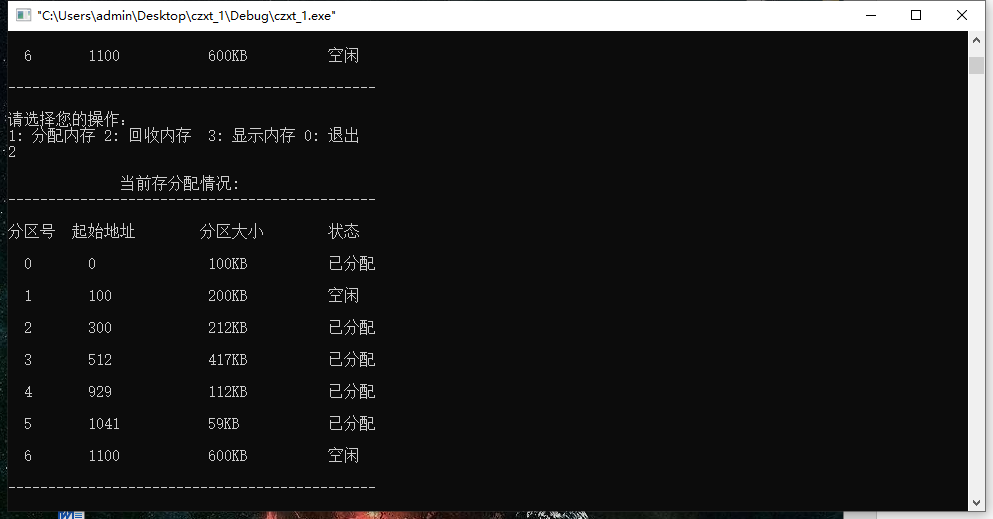 "C:\Users\admin\Desktop\czxt_1\Debug\czxt_1.exe"
6 1100 600KB 空闲
-----------------------------------------------
请选择您的操作:
1: 分配内存 2: 回收内存 3: 显示内存 0: 退出
2
当前存分配情况:
-----------------------------------------------
分区号 起始地址 分区大小 状态
0 0 100KB 已分配
1 100 200KB 空闲
2 300 212KB 已分配
3 512 417KB 已分配
4 929 112KB 已分配
5 1041 59KB 已分配
6 1100 600KB 空闲
-----------------------------------------------